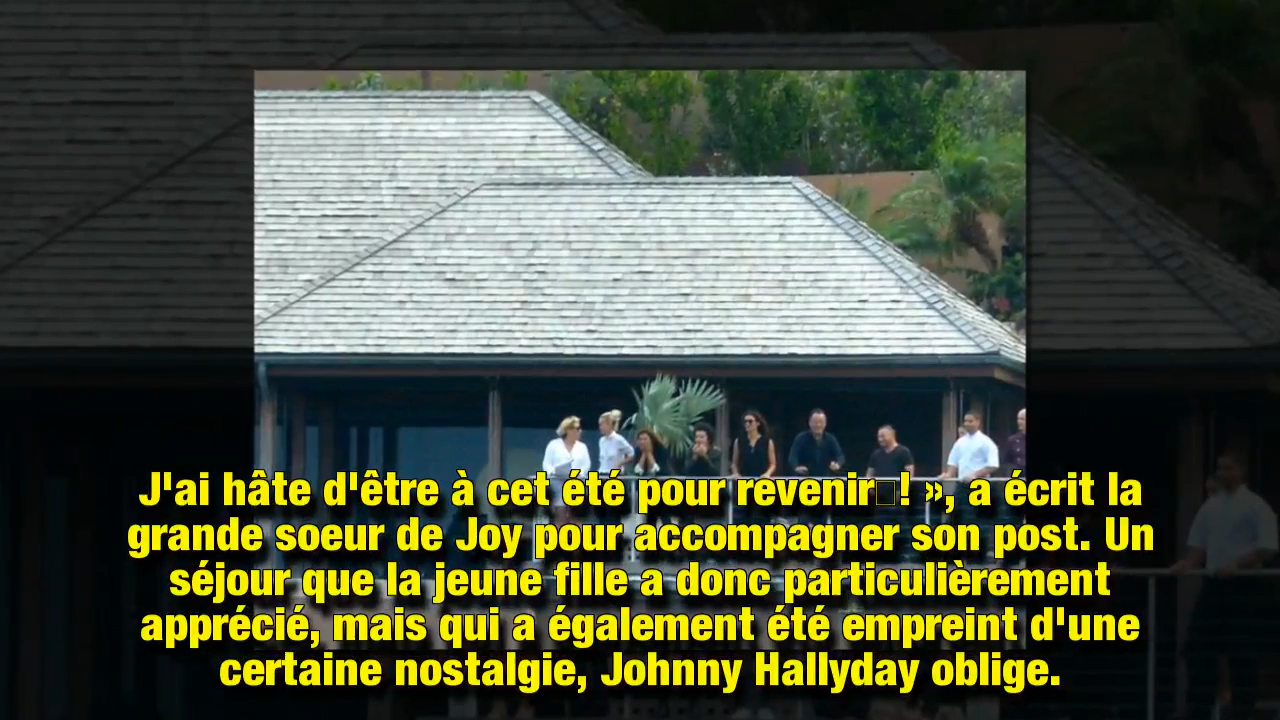 J'ai hâte d'être à cet été pour revenir□! », a écrit la
grande soeur de Joy pour accompagner son post. Un
séjour que la jeune fille a donc particulièrement
apprécié, mais qui a également été empreint d'une
certaine nostalgie, Johnny Hallyday oblige.